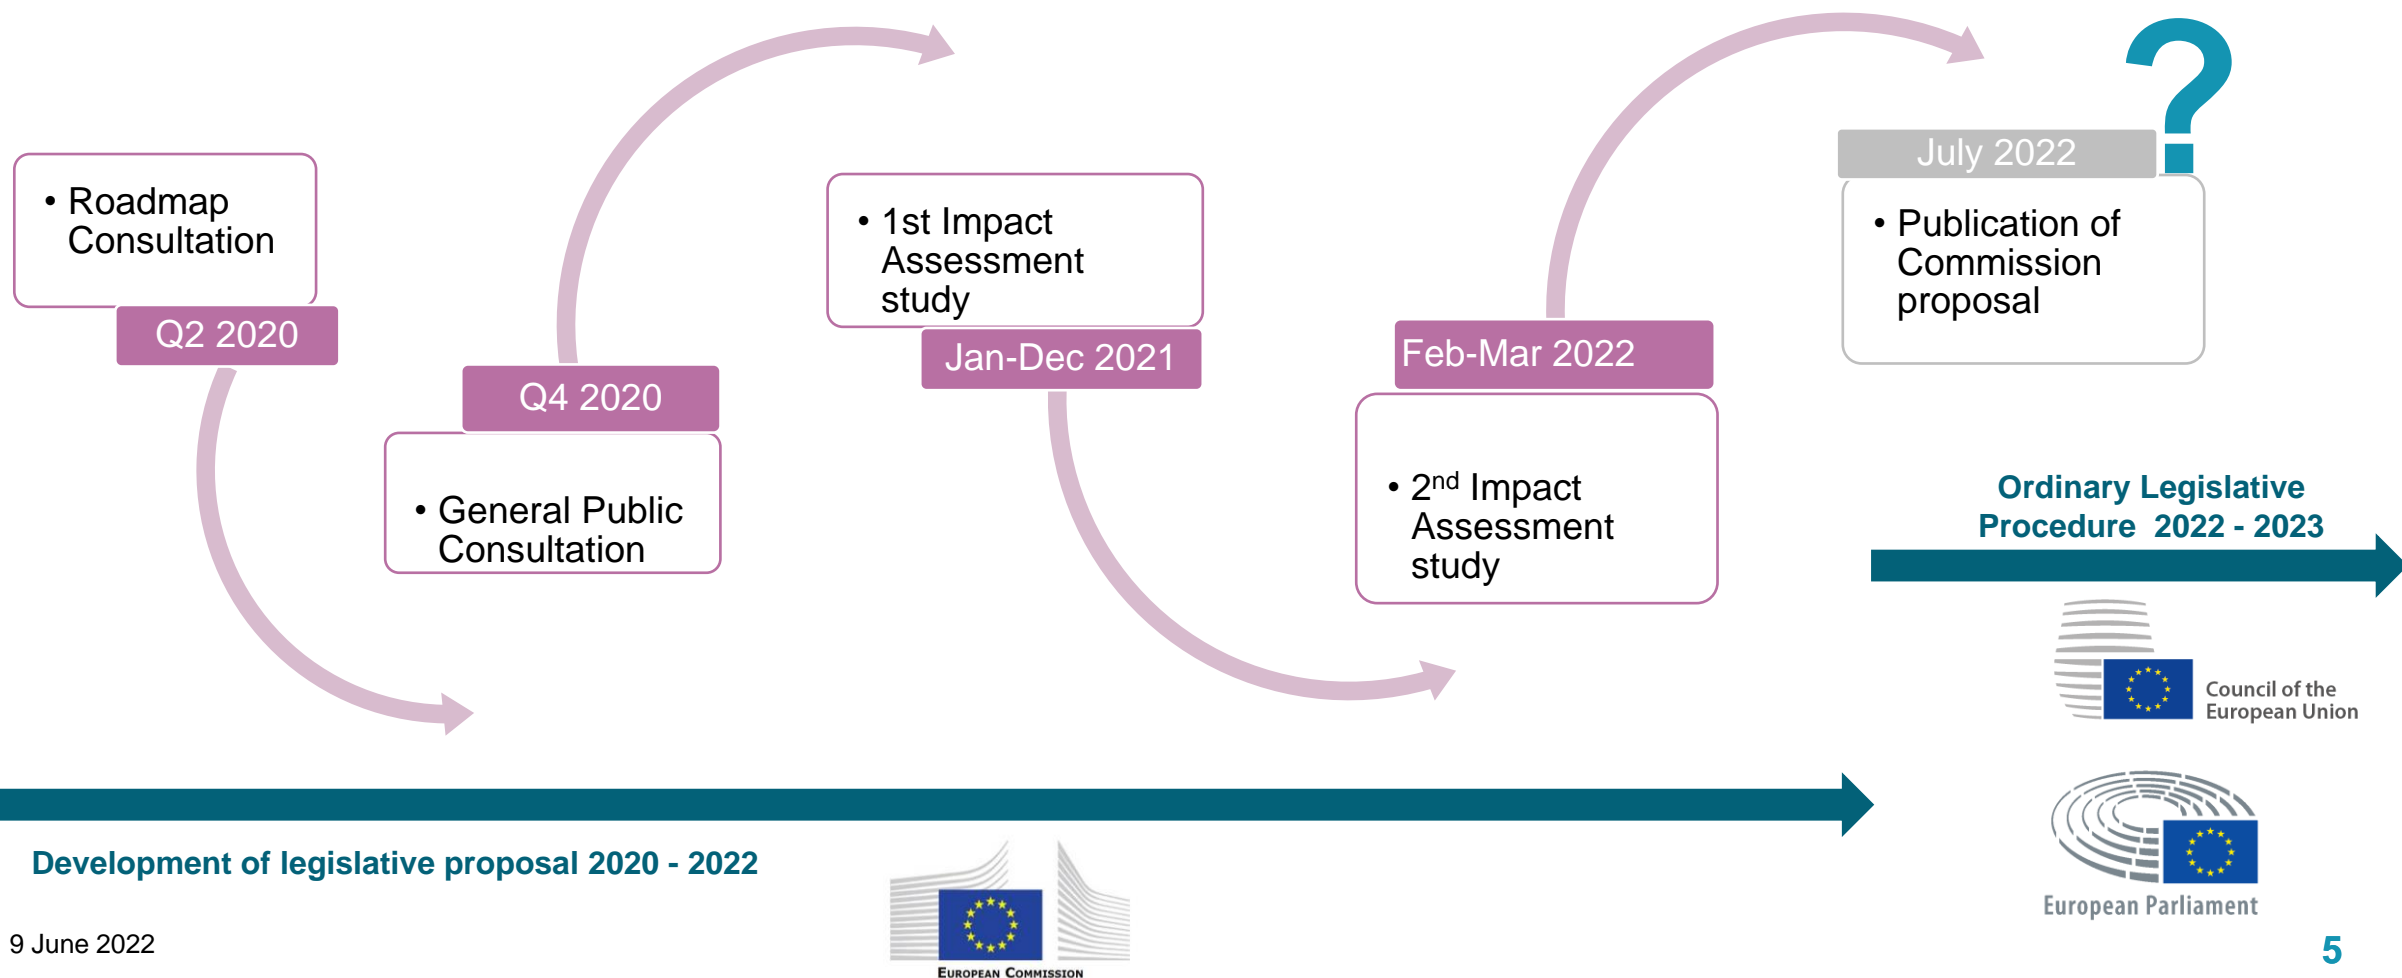 • Roadmap
Consultation
Q2 2020
Q4 2020
• General Public
Consultation
• 1st Impact
Assessment
study
Jan-Dec 2021
Feb-Mar 2022
• 2nd Impact
Assessment
study
?
July 2022
• Publication of
Commission
proposal
Ordinary Legislative
Procedure 2022 - 2023
Council of the
European Union
European Parliament
Development of legislative proposal 2020 - 2022
EUROPEAN COMMISSION
9 June 2022
5